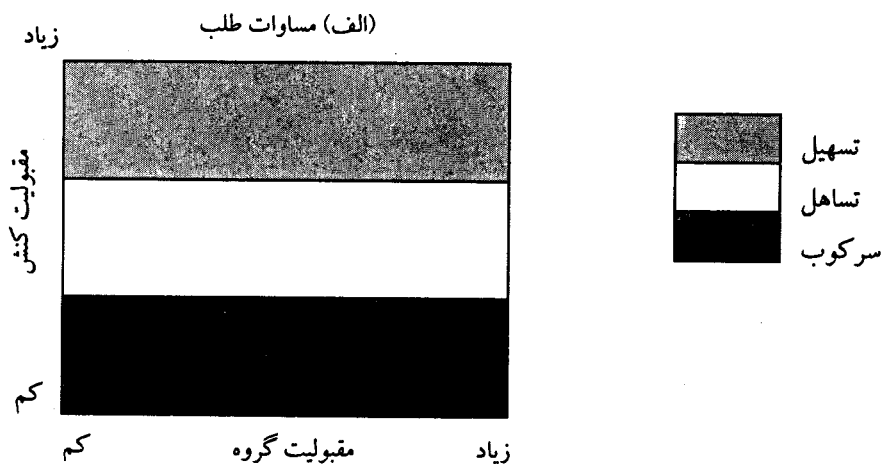 (الف) مساوات طلب
زیاد
مقبولیت کنش
کم
کم
مقبولیت گروه
زیاد
تسهیل
تساهل
سرکوب